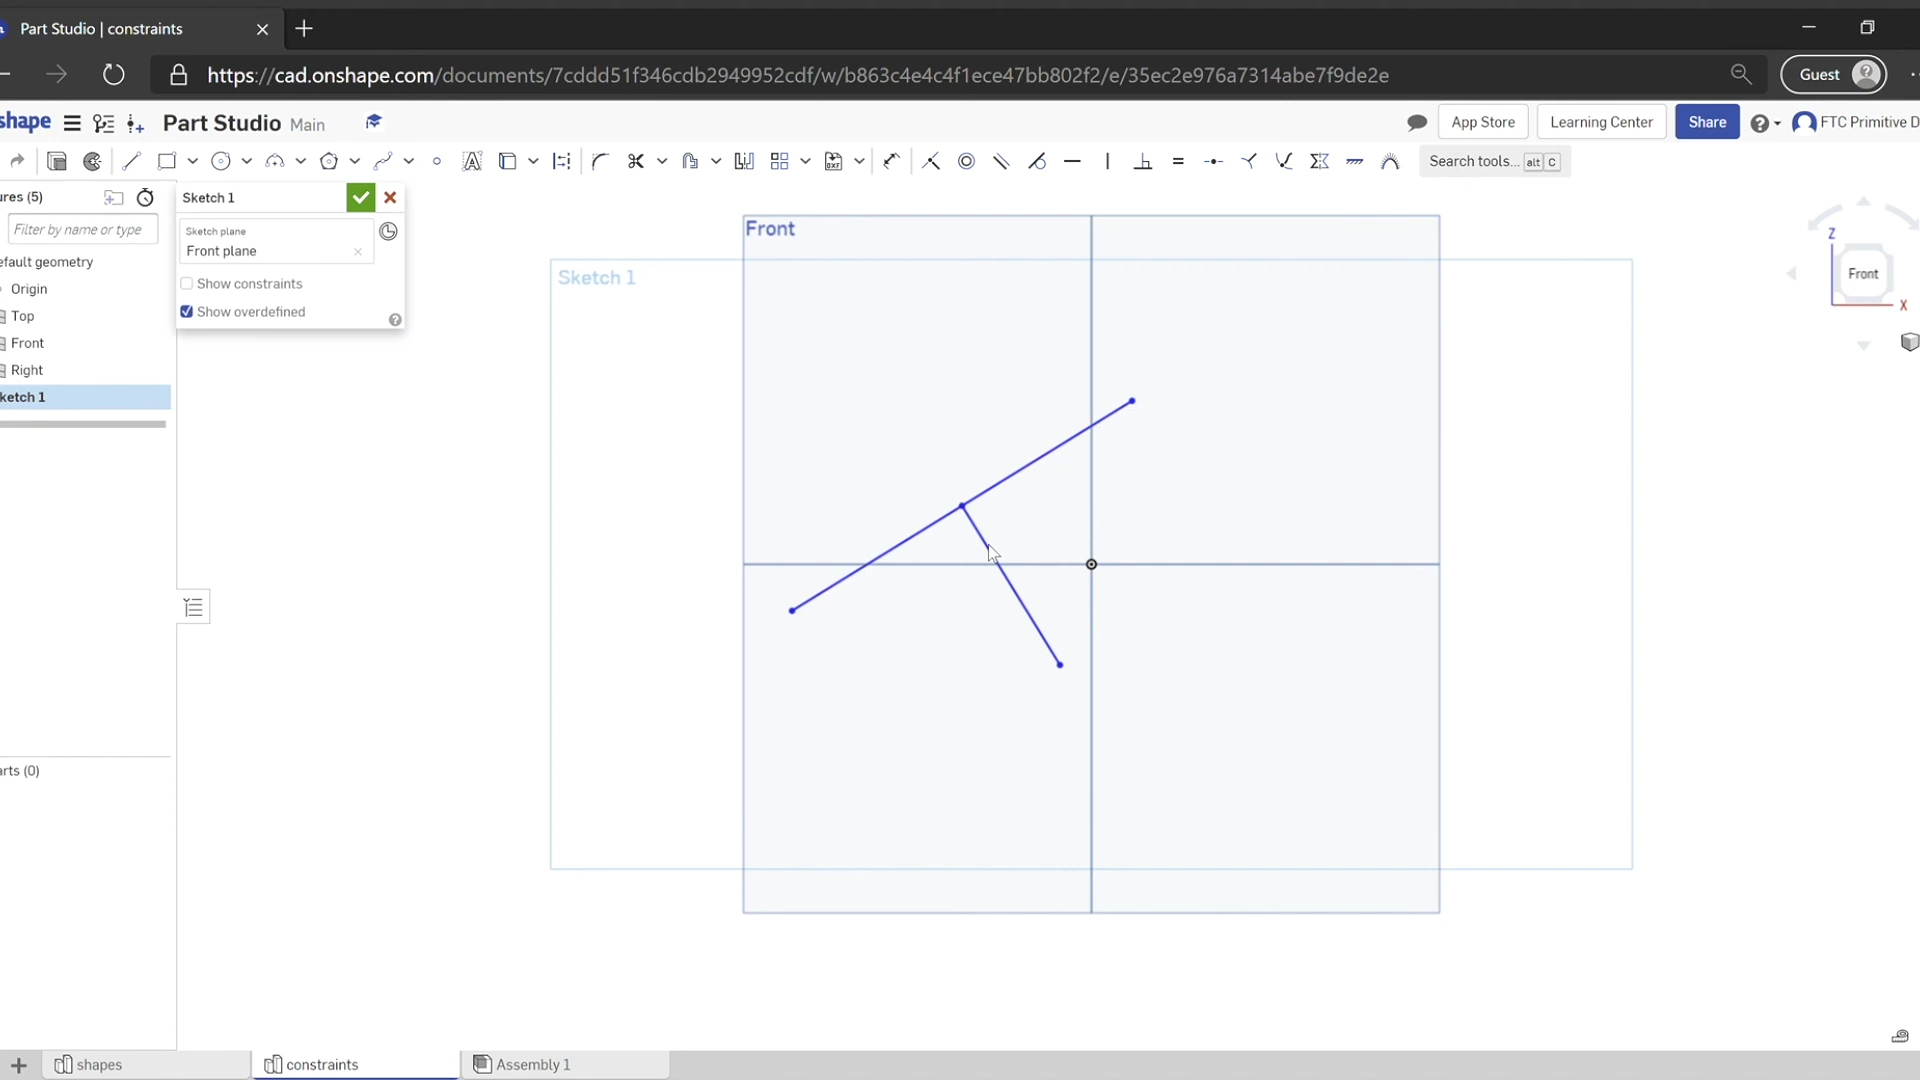 Part Studio | constraints
https://cad.onshape.com/documents/7cddd51f346cdb2949952cdf/w/b863c4e4c4f1ece47bb802f2/e/35ec2e976a7314abe7f9de2e
Guest
shape Part Studio Main
App Store Learning Center Share FTC Primitive D
Search tools... alt C
ures (5)
Sketch 1
Filter by name or type
Sketch plane
Front plane
Show constraints
Show overdefined
efault geometry
Origin
Top
Front
Right
ketch 1
arts (0)
Front
Sketch 1
Z
Front
X
shapes constraints Assembly 1